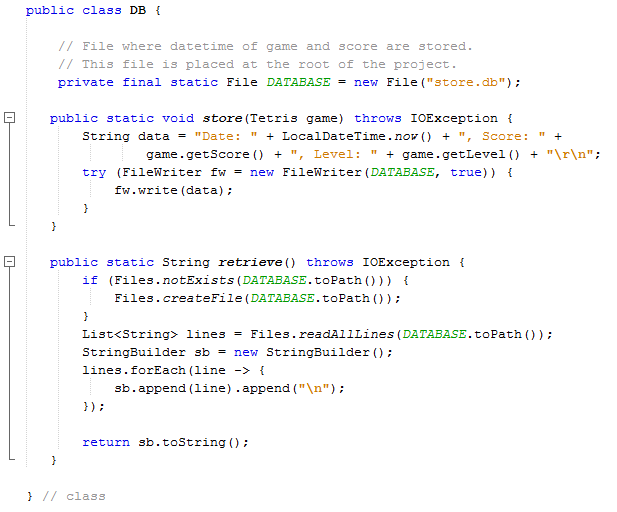 public class DB {
// File where datetime of game and score are stored.
// This file is placed at the root of the project.
private final static File DATABASE = new File("store.db");
public static void store(Tetris game) throws IOException {
String data = "Date: " + LocalDateTime.now() + ", Score: " +
game.getScore() + ", Level: " + game.getLevel() + "\r\n";
try (FileWriter fw = new FileWriter(DATABASE, true)) {
fw.write(data);
}
}
public static String retrieve() throws IOException {
if (Files.notExists(DATABASE.toPath())) {
Files.createFile(DATABASE.toPath());
}
List<String> lines = Files.readAllLines(DATABASE.toPath());
StringBuilder sb = new StringBuilder();
lines.forEach(line -> {
sb.append(line).append("\n");
});
return sb.toString();
}
} // class